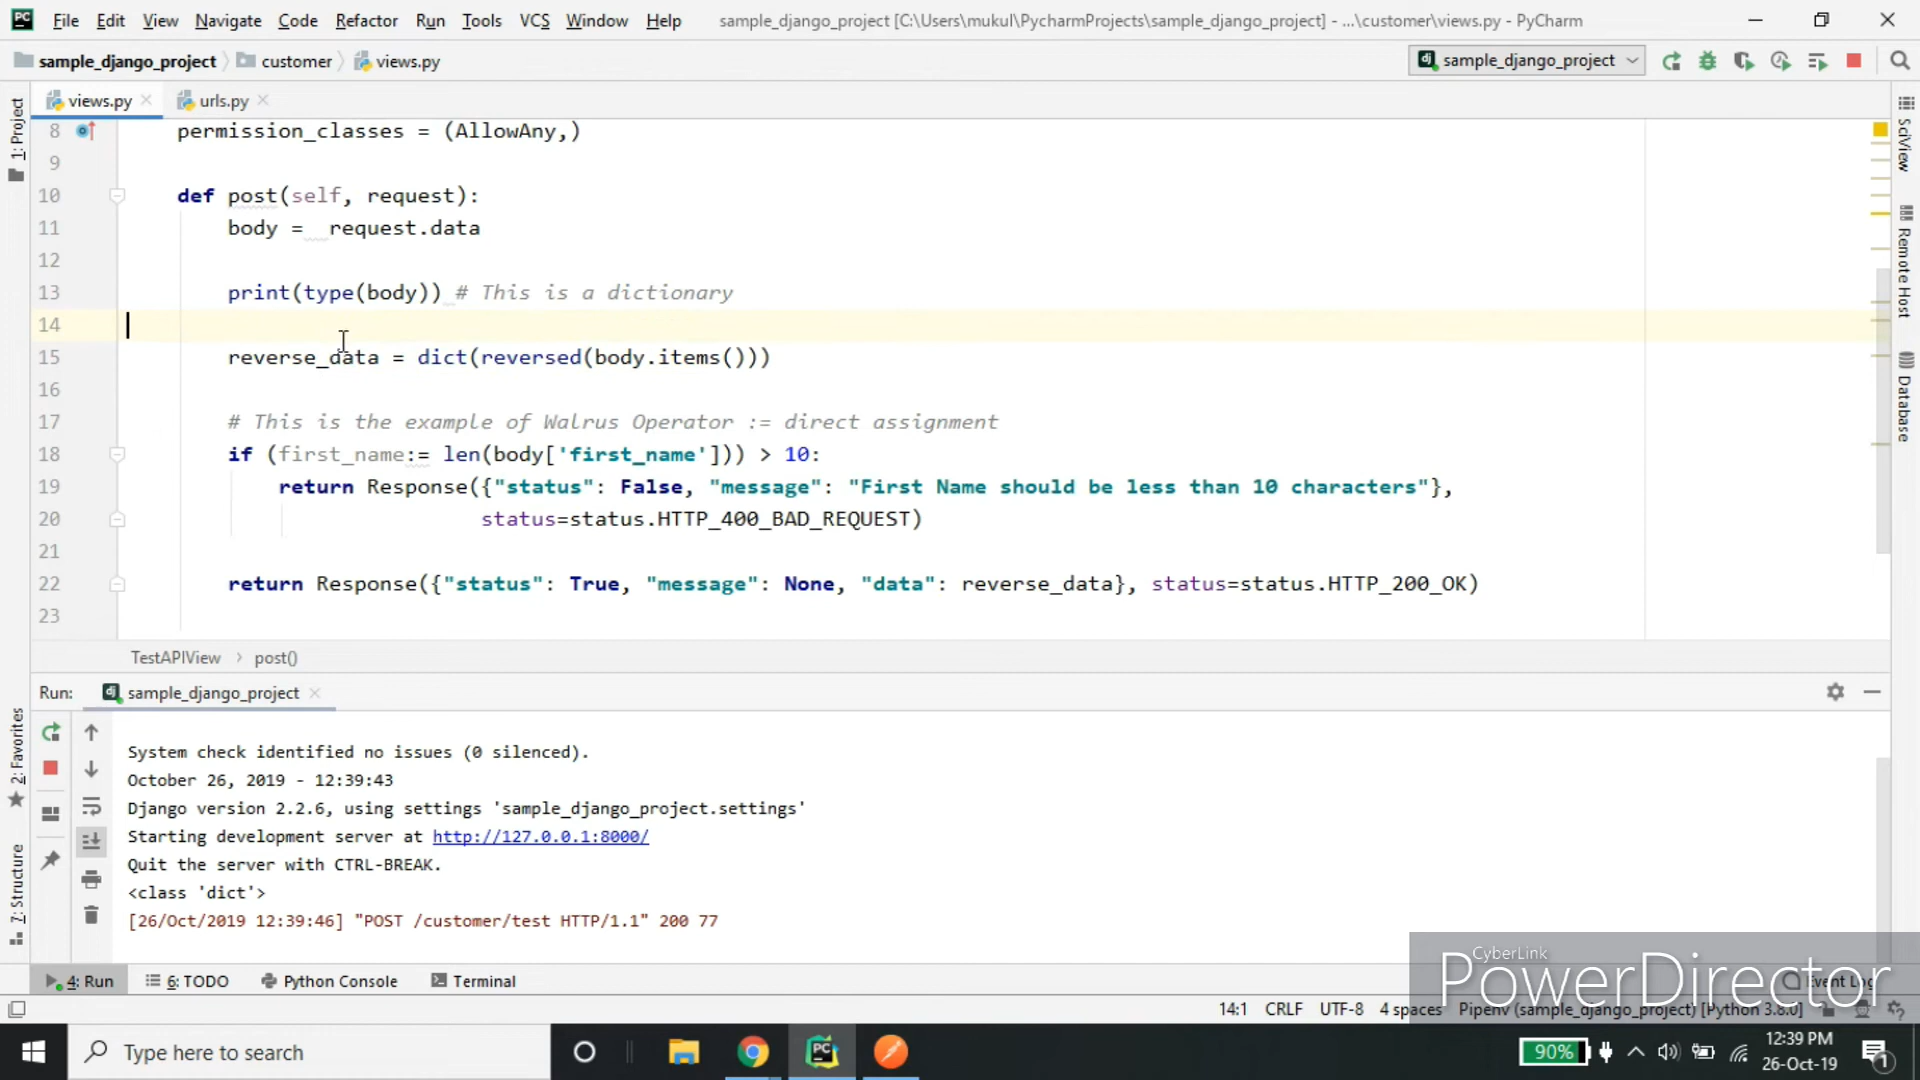 File Edit View Navigate Code Refactor Run Tools VCS Window Help sample_django_project [C:\Users\mukul\PycharmProjects\sample_django_project] - ...\customer\views.py - PyCharm
sample_django_project customer views.py sample_django_project
views.py urls.py
1: Project
8 permission_classes = (AllowAny,)
9
10 def post(self, request):
11 body =  request.data
12
13 print(type(body)) # This is a dictionary
14
15 reverse_data = dict(reversed(body.items()))
16
17 # This is the example of Walrus Operator := direct assignment
18 if (first_name:= len(body['first_name'])) > 10:
19 return Response({"status": False, "message": "First Name should be less than 10 characters"},
20 status=status.HTTP_400_BAD_REQUEST)
21
22 return Response({"status": True, "message": None, "data": reverse_data}, status=status.HTTP_200_OK)
23
SciView
Remote Host
Database
TestAPIView post()
Run: sample_django_project
System check identified no issues (0 silenced).
October 26, 2019 - 12:39:43
Django version 2.2.6, using settings 'sample_django_project.settings'
Starting development server at http://127.0.0.1:8000/
Quit the server with CTRL-BREAK.
<class 'dict'>
[26/Oct/2019 12:39:46] "POST /customer/test HTTP/1.1" 200 77
2: Favorites
7: Structure
4: Run 6: TODO Python Console Terminal Event Log
CyberLink
PowerDirector
14:1 CRLF UTF-8 4 spaces Pipenv (sample_django_project) [Python 3.8.0]
Type here to search
90%
12:39 PM
26-Oct-19
1